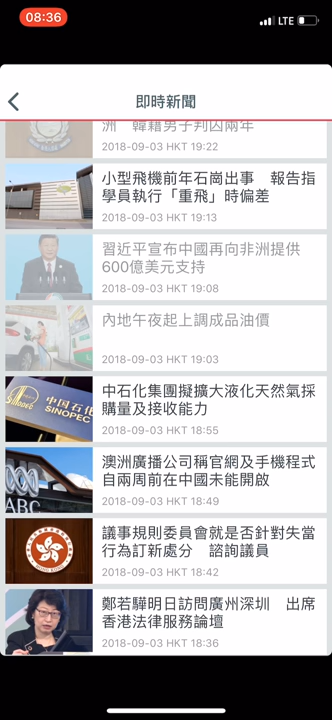 08:36
LTE
即時新聞
洲　韓籍男子判囚兩年
2018-09-03 HKT 19:22
小型飛機前年石崗出事　報告指
學員執行「重飛」時偏差
2018-09-03 HKT 19:13
習近平宣布中國再向非洲提供
600億美元支持
2018-09-03 HKT 19:08
內地午夜起上調成品油價
2018-09-03 HKT 19:03
中国石化
SINOPEC
中石化集團擬擴大液化天然氣採
購量及接收能力
2018-09-03 HKT 18:55
ABC
澳洲廣播公司稱官網及手機程式
自兩周前在中國未能開啟
2018-09-03 HKT 18:49
議事規則委員會就是否針對失當
行為訂新處分　諮詢議員
2018-09-03 HKT 18:42
鄭若驊明日訪問廣州深圳　出席
香港法律服務論壇
2018-09-03 HKT 18:36